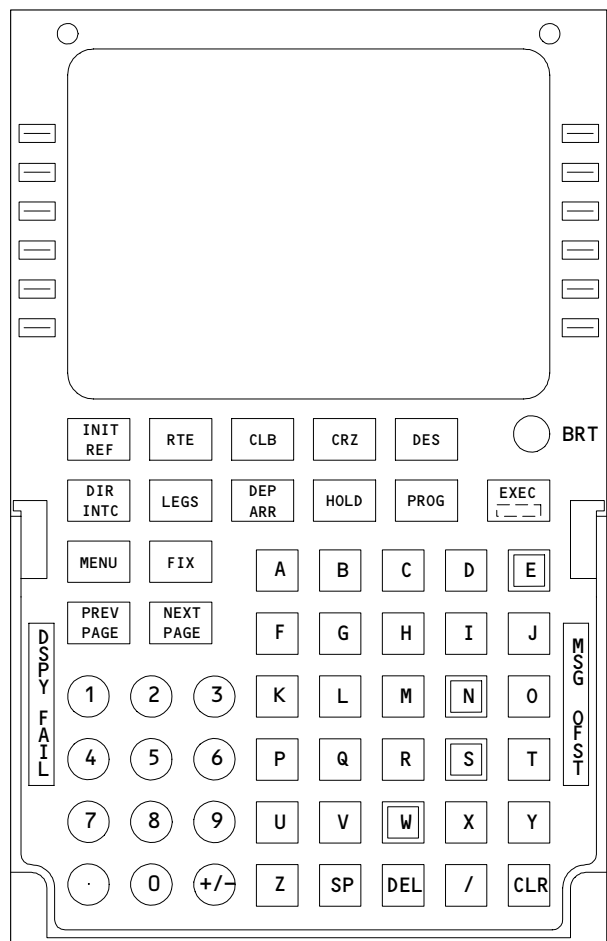 INIT REF RTE CLB CRZ DES BRT
DIR INTC LEGS DEP ARR HOLD PROG EXEC
MENU FIX A B C D E
PREV PAGE NEXT PAGE F G H I J
DSPY FAIL
MSG OFST
1 2 3 K L M N O
4 5 6 P Q R S T
7 8 9 U V W X Y
. 0 +/- Z SP DEL / CLR